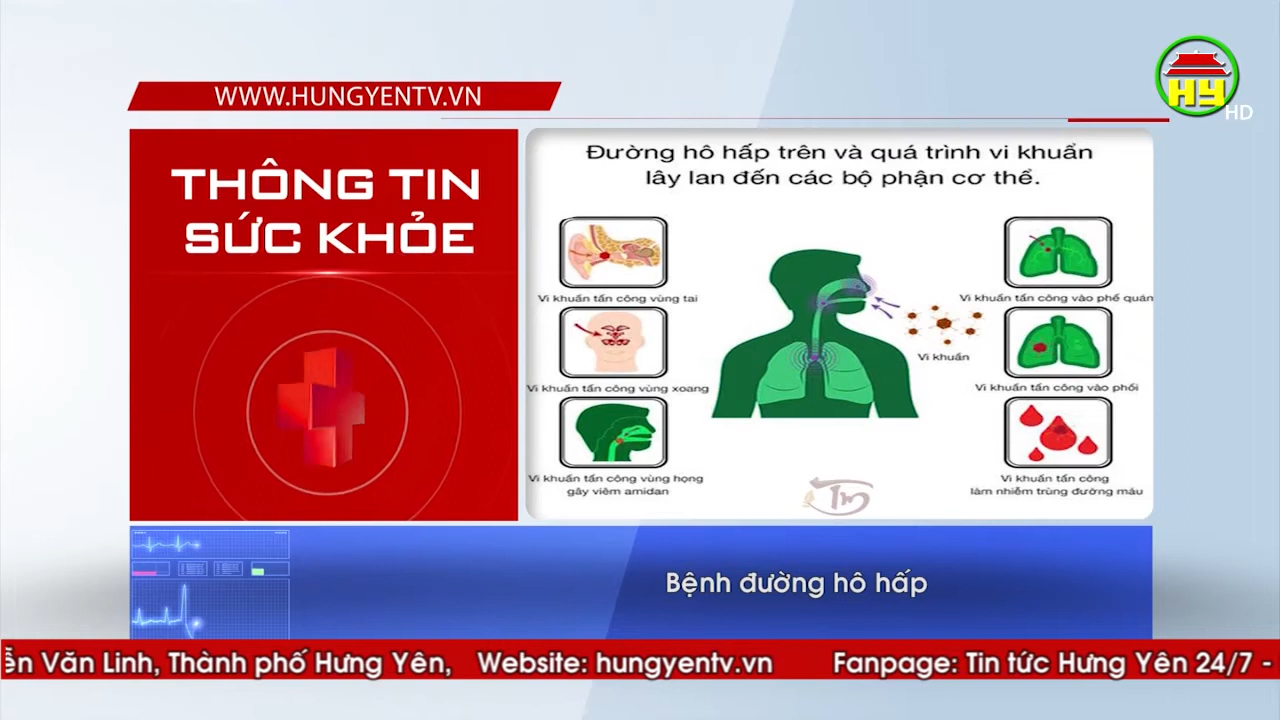 WWW.HUNGYENTV.VN
HY
HD
THÔNG TIN
SỨC KHỎE
Đường hô hấp trên và quá trình vi khuẩn
lây lan đến các bộ phận cơ thể.
Vi khuẩn tấn công vùng tai
Vi khuẩn tấn công vùng xoang
Vi khuẩn tấn công vùng họng
gây viêm amidan
Vi khuẩn
Vi khuẩn tấn công vào phế quản
Vi khuẩn tấn công vào phổi
Vi khuẩn tấn công
làm nhiễm trùng đường máu
Bệnh đường hô hấp
Văn Linh, Thành phố Hưng Yên, Website: hungyentv.vn Fanpage: Tin tức Hưng Yên 24/7 -